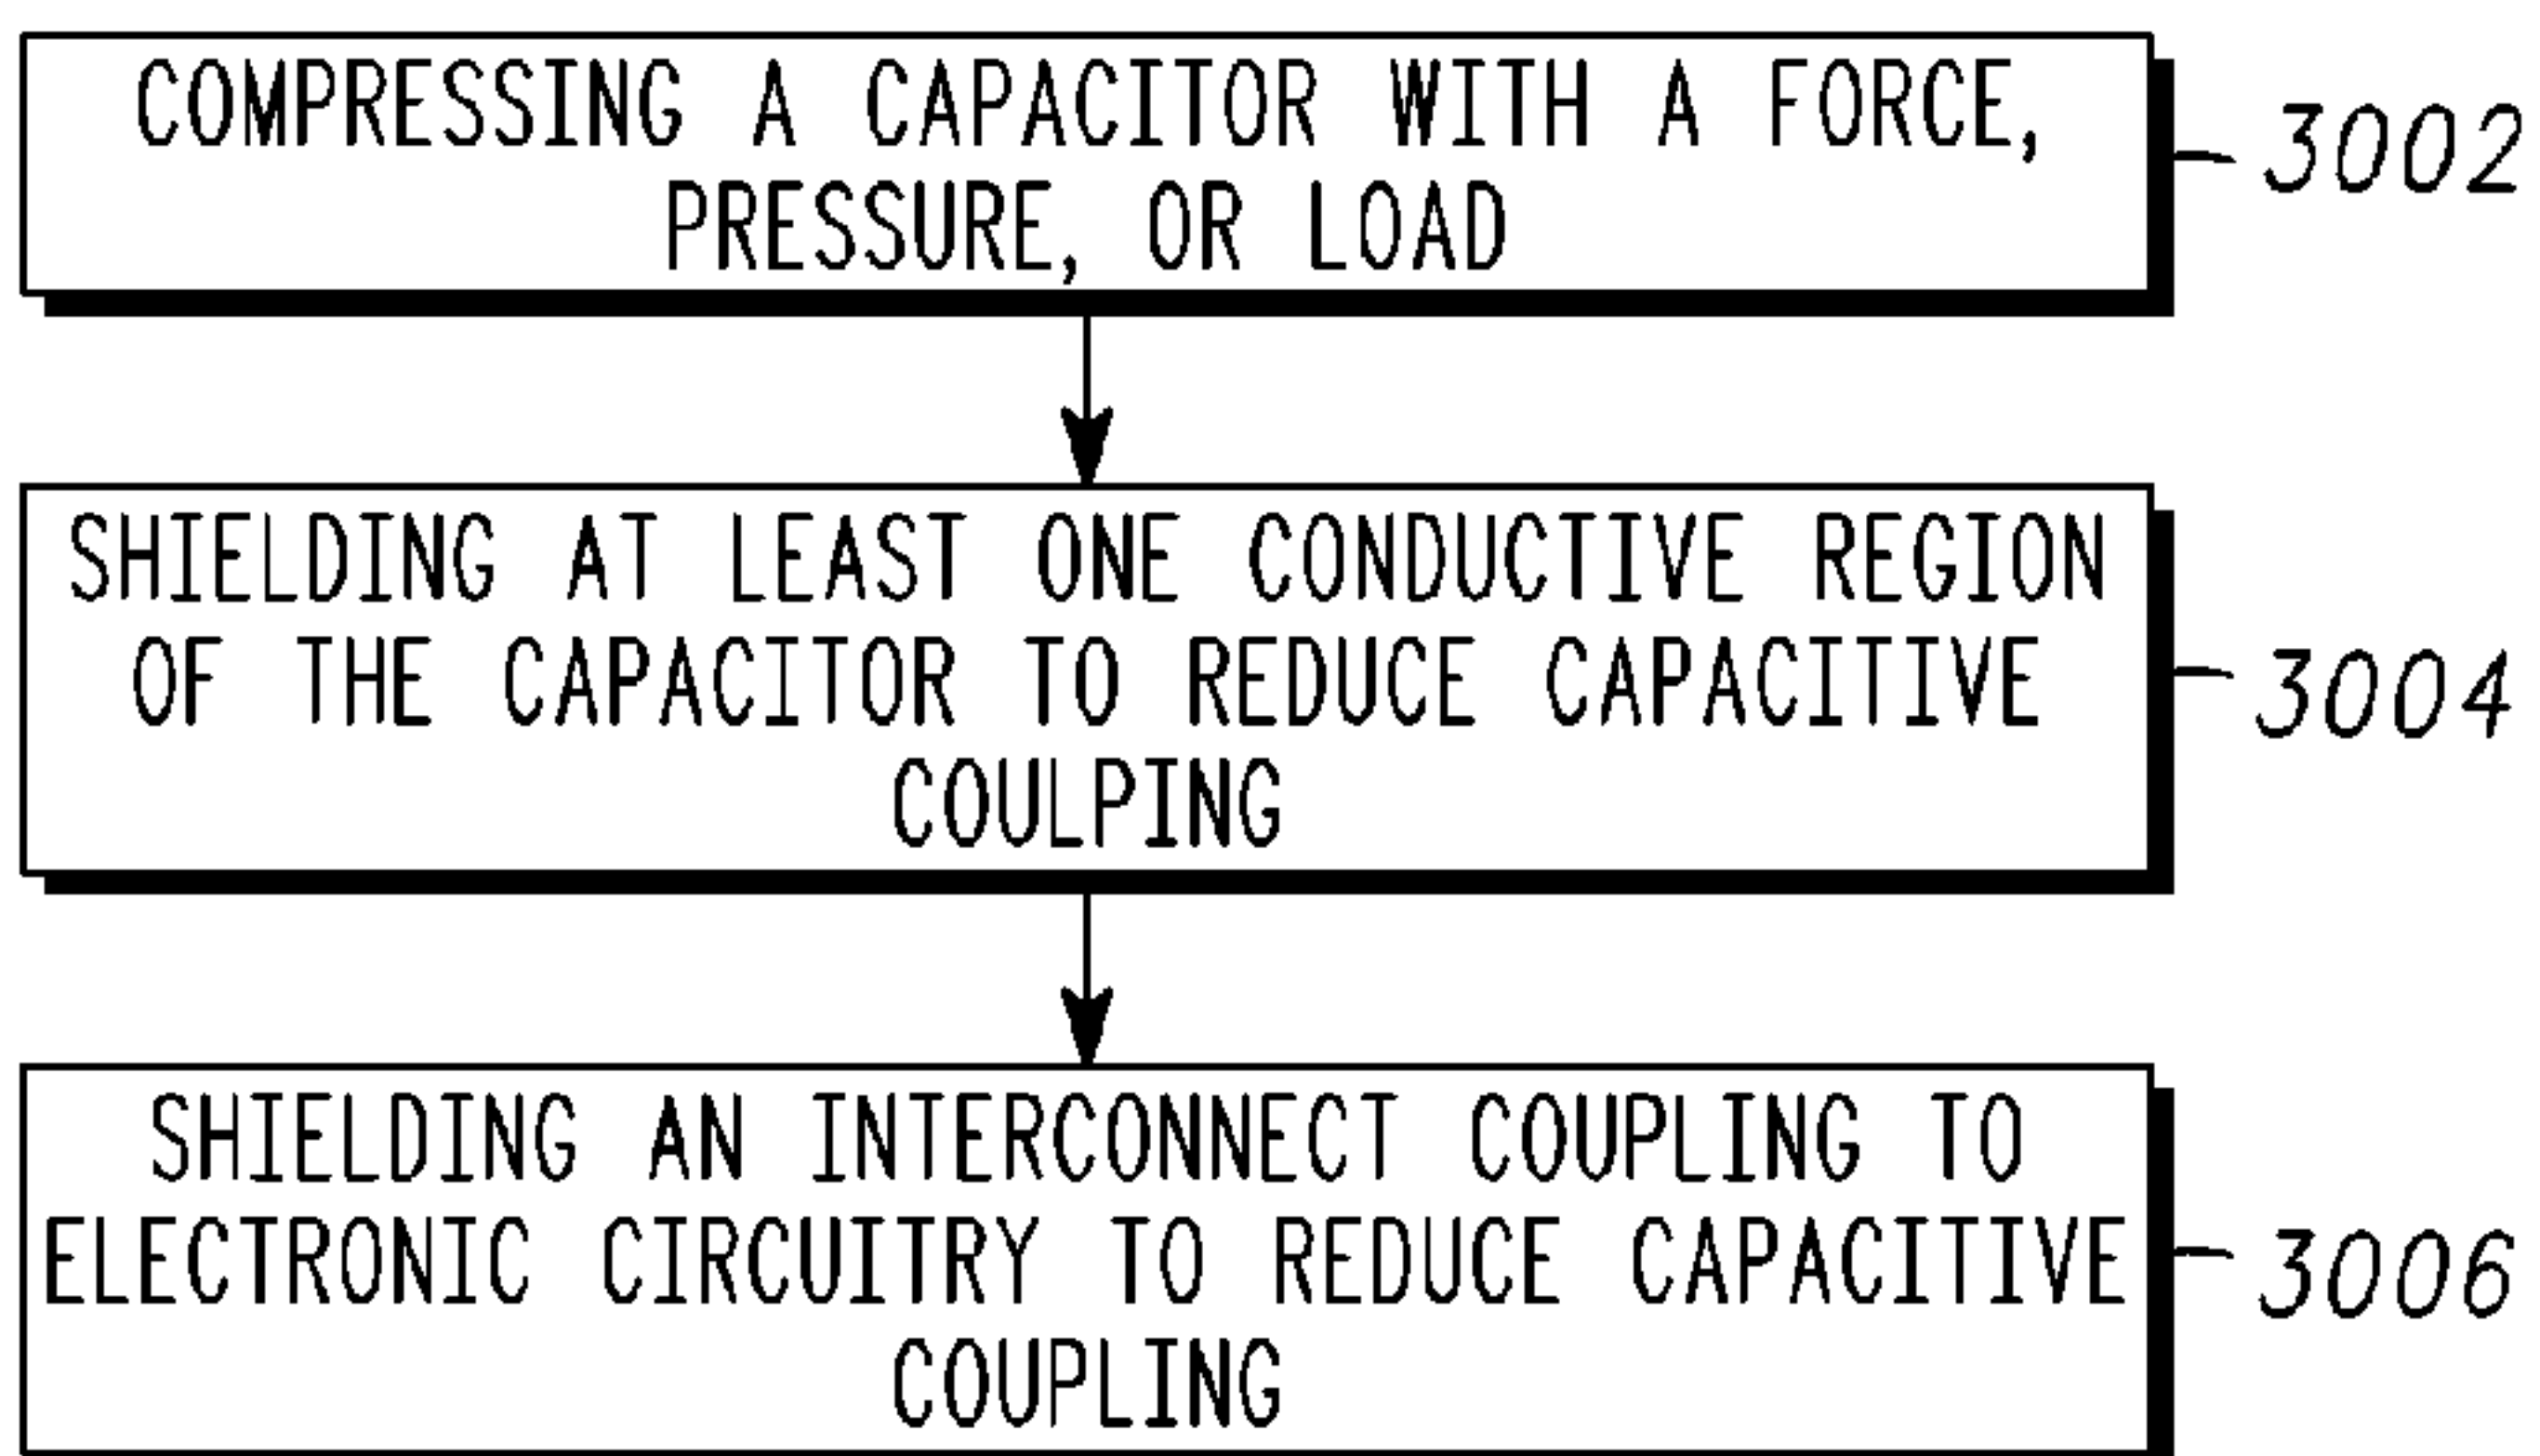 COMPRESSING A CAPACITOR WITH A FORCE,
PRESSURE, OR LOAD
3002
SHIELDING AT LEAST ONE CONDUCTIVE REGION
OF THE CAPACITOR TO REDUCE CAPACITIVE
COULPING
3004
SHIELDING AN INTERCONNECT COUPLING TO
ELECTRONIC CIRCUITRY TO REDUCE CAPACITIVE
COUPLING
3006